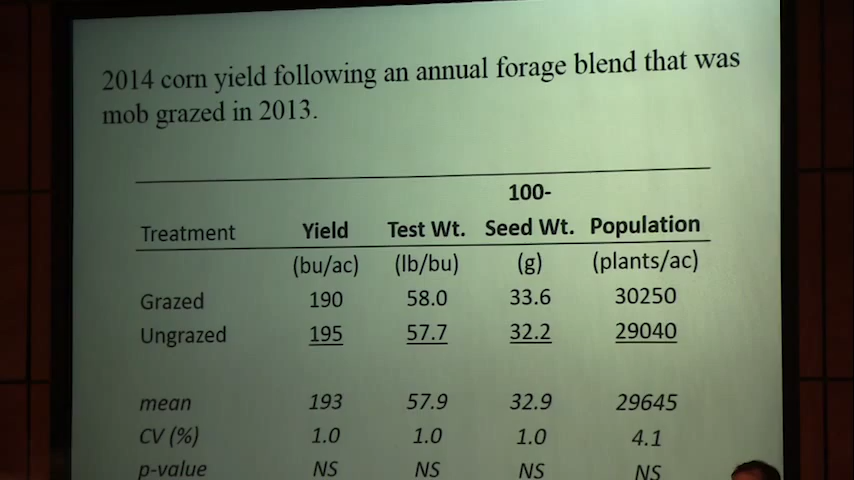 2014 corn yield following an annual forage blend that was
mob grazed in 2013.
100-
Treatment Yield Test Wt. Seed Wt. Population
(bu/ac) (lb/bu) (g) (plants/ac)
Grazed 190 58.0 33.6 30250
Ungrazed 195 57.7 32.2 29040
mean 193 57.9 32.9 29645
CV (%) 1.0 1.0 1.0 4.1
p-value NS NS NS NS